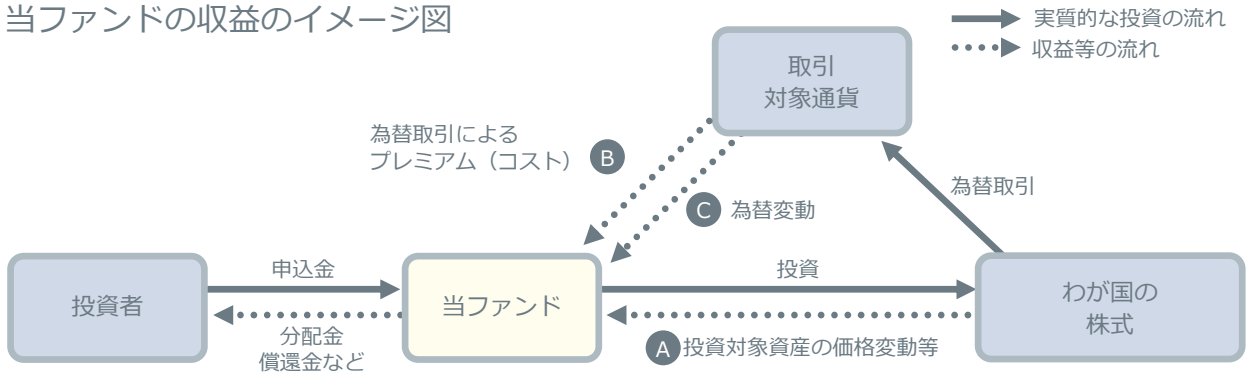 当ファンドの収益のイメージ図
実質的な投資の流れ
収益等の流れ
取引
対象通貨
為替取引による
プレミアム（コスト）
B
為替取引
C
為替変動
投資者
申込金
分配金
償還金など
当ファンド
投資
A
投資対象資産の価格変動等
わが国の
株式